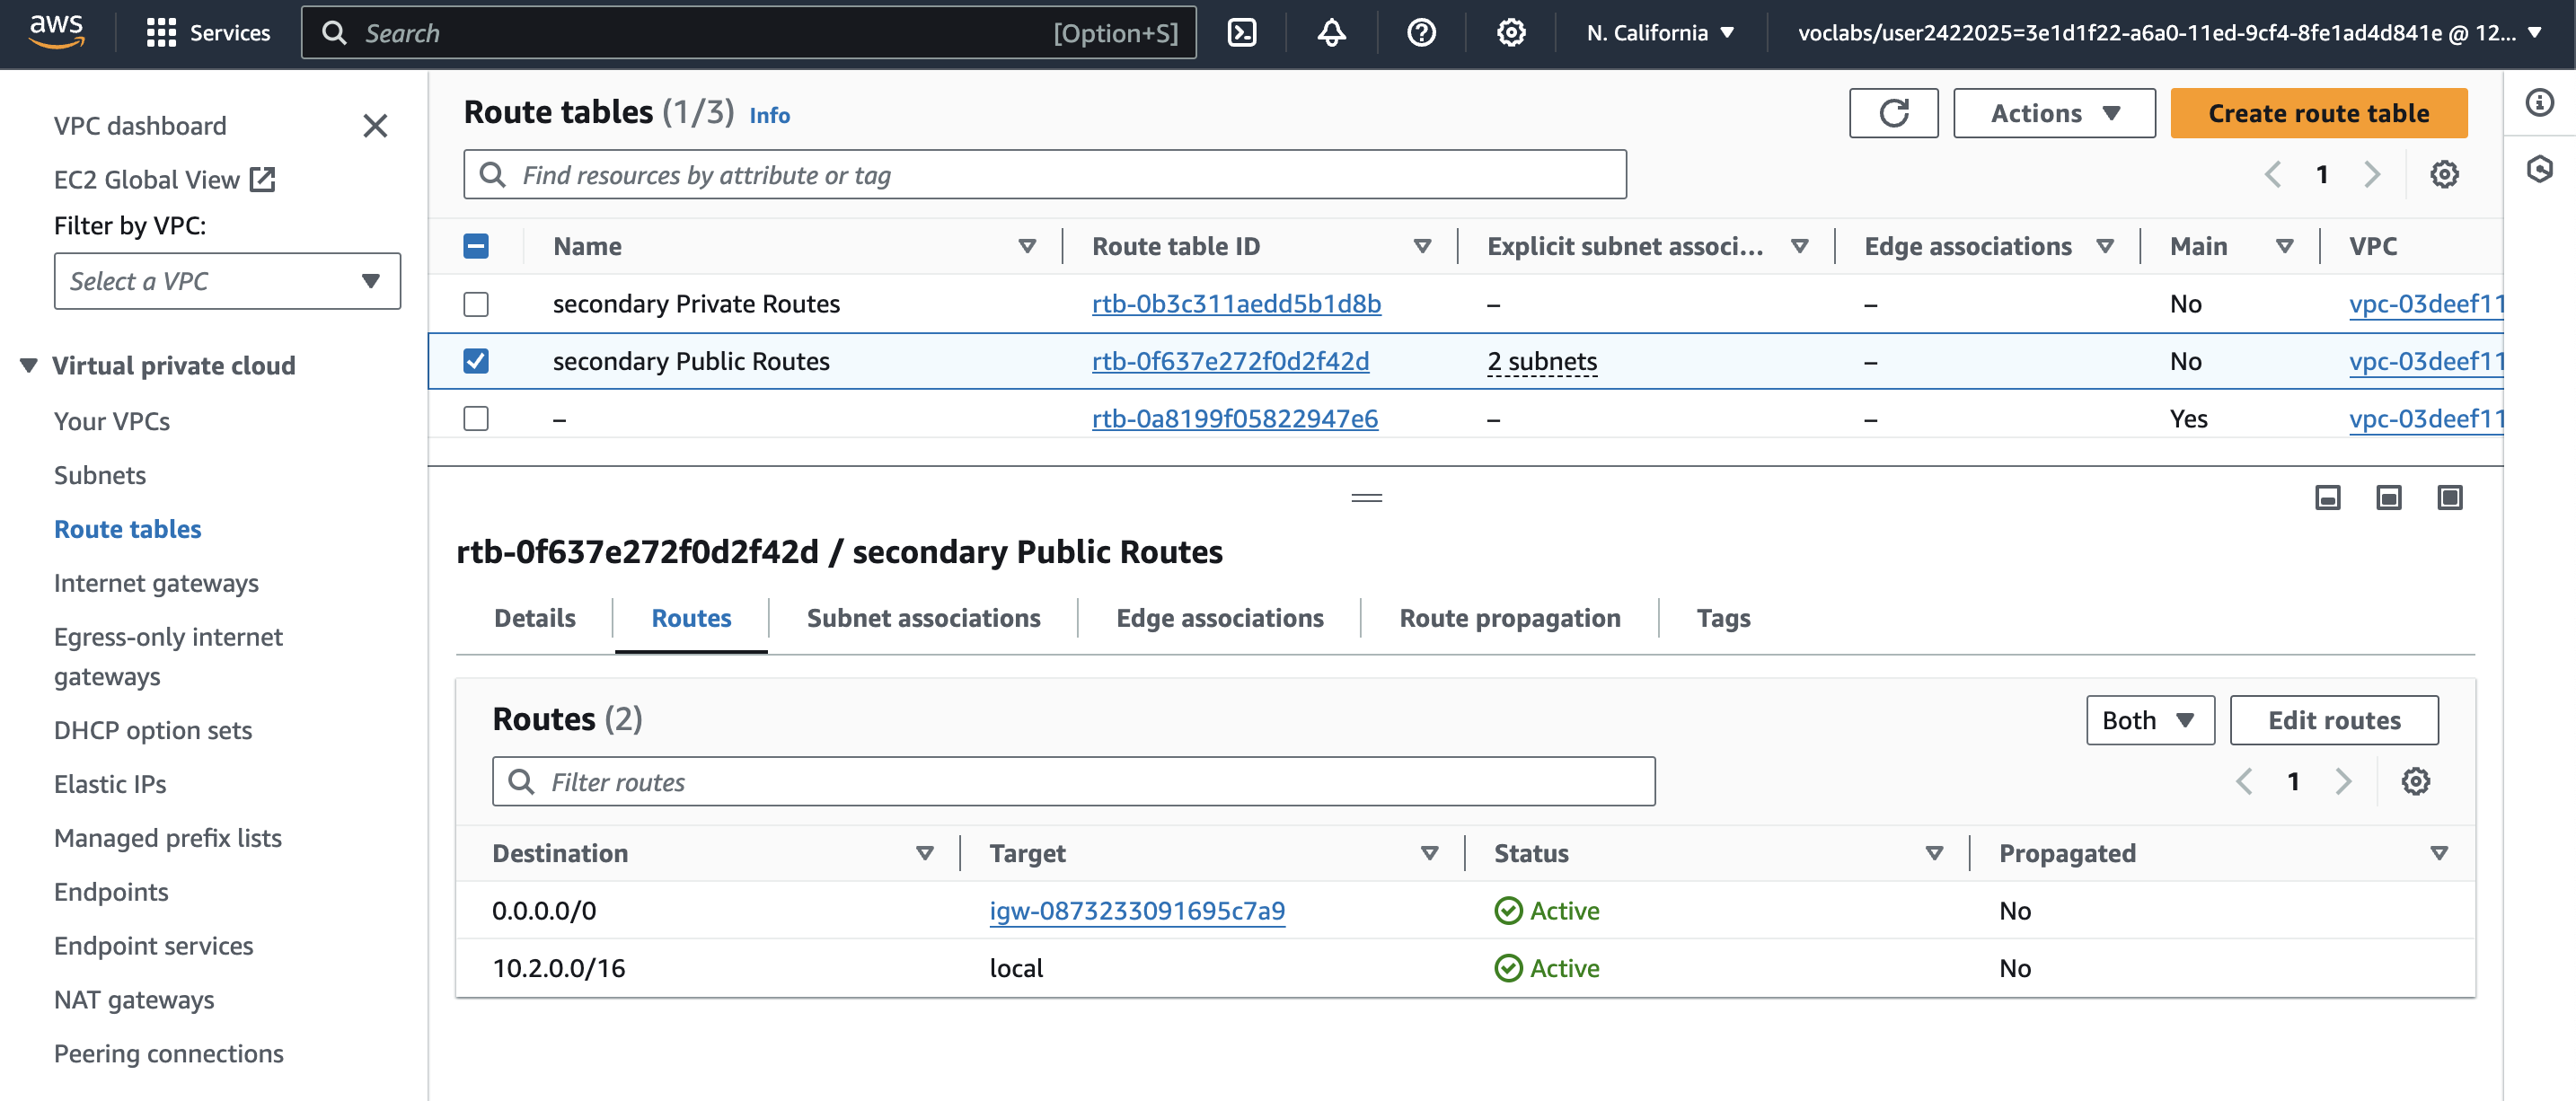 aws
Services
Search [Option+S]
N. California
voclabs/user2422025=3e1d1f22-a6a0-11ed-9cf4-8fe1ad4d841e @ 12...
VPC dashboard
EC2 Global View
Filter by VPC:
Select a VPC
Virtual private cloud
Your VPCs
Subnets
Route tables
Internet gateways
Egress-only internet
gateways
DHCP option sets
Elastic IPs
Managed prefix lists
Endpoints
Endpoint services
NAT gateways
Peering connections
Route tables (1/3) Info
Actions
Create route table
Find resources by attribute or tag
1
Name Route table ID Explicit subnet associ... Edge associations Main VPC
secondary Private Routes rtb-0b3c311aedd5b1d8b – – No vpc-03deef11
secondary Public Routes rtb-0f637e272f0d2f42d 2 subnets – No vpc-03deef11
– rtb-0a8199f05822947e6 – – Yes vpc-03deef11
rtb-0f637e272f0d2f42d / secondary Public Routes
Details Routes Subnet associations Edge associations Route propagation Tags
Routes (2)
Both Edit routes
Filter routes
1
Destination Target Status Propagated
0.0.0.0/0 igw-0873233091695c7a9 Active No
10.2.0.0/16 local Active No